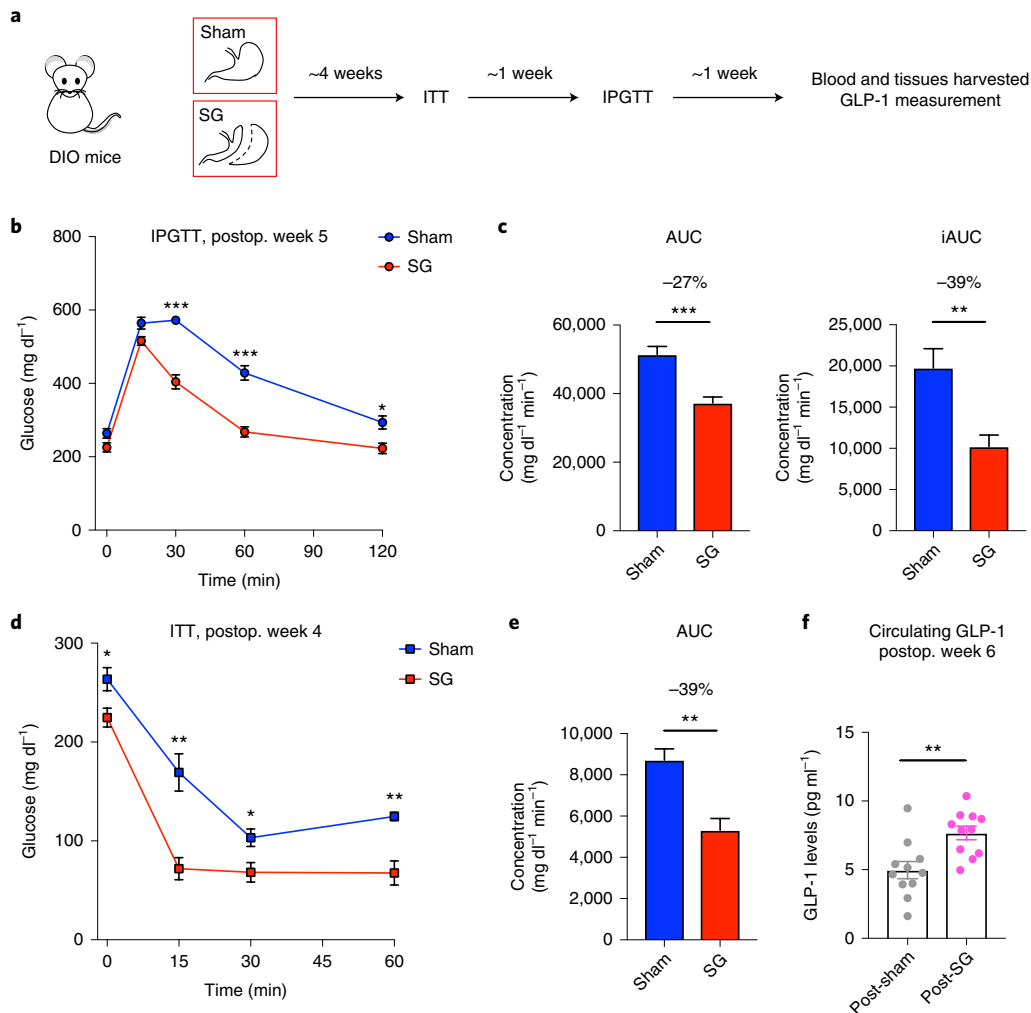 a
Sham
SG
DIO mice
~4 weeks
ITT
~1 week
IPGTT
~1 week
Blood and tissues harvested
GLP-1 measurement
b
IPGTT, postop. week 5
Sham
SG
Glucose (mg dl⁻¹)
800
600
400
200
0
***
***
*
0 30 60 90 120
Time (min)
c
AUC
–27%
***
Concentration
(mg dl⁻¹ min⁻¹)
60,000
40,000
20,000
0
Sham
SG
iAUC
–39%
**
Concentration
(mg dl⁻¹ min⁻¹)
25,000
20,000
15,000
10,000
5,000
0
Sham
SG
d
ITT, postop. week 4
Sham
SG
Glucose (mg dl⁻¹)
300
200
100
0
*
**
*
**
0 15 30 45 60
Time (min)
e
AUC
–39%
**
Concentration
(mg dl⁻¹ min⁻¹)
10,000
8,000
6,000
4,000
2,000
0
Sham
SG
f
Circulating GLP-1
postop. week 6
**
GLP-1 levels (pg ml⁻¹)
15
10
5
0
Post-sham
Post-SG